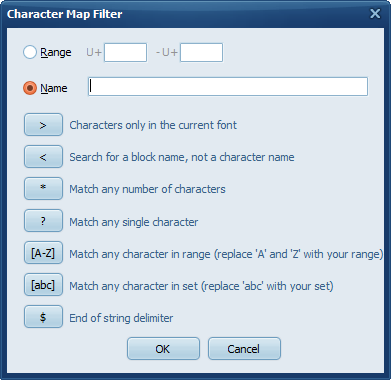 Character Map Filter
Range U+ - U+
Name
> Characters only in the current font
< Search for a block name, not a character name
* Match any number of characters
? Match any single character
[A-Z] Match any character in range (replace 'A' and 'Z' with your range)
[abc] Match any character in set (replace 'abc' with your set)
$ End of string delimiter
OK Cancel